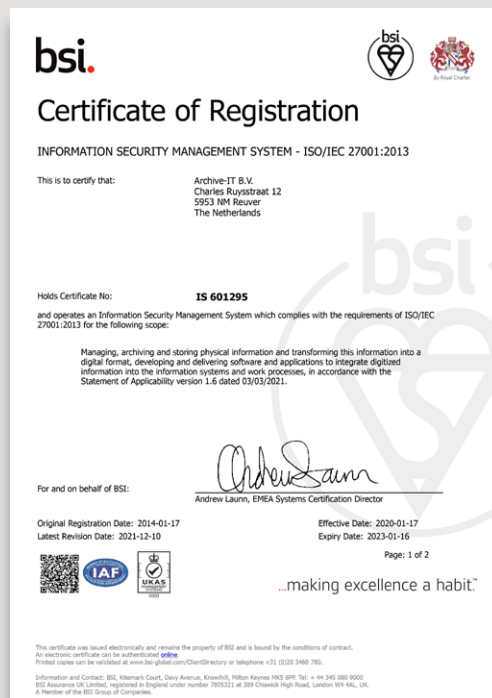 bsi.
bsi
By Royal Charter
Certificate of Registration
INFORMATION SECURITY MANAGEMENT SYSTEM - ISO/IEC 27001:2013
This is to certify that:
Archive-IT B.V.
Charles Ruysstraat 12
5953 NM Reuver
The Netherlands
bsi
Holds Certificate No:
IS 601295
and operates an Information Security Management System which complies with the requirements of ISO/IEC
27001:2013 for the following scope:
Managing, archiving and storing physical information and transforming this information into a
digital format, developing and delivering software and applications to integrate digitized
information into the information systems and work processes, in accordance with the
Statement of Applicability version 1.6 dated 03/03/2021.
For and on behalf of BSI:
Andrew Launn, EMEA Systems Certification Director
Original Registration Date: 2014-01-17
Effective Date: 2020-01-17
Latest Revision Date: 2021-12-10
Expiry Date: 2023-01-16
Page: 1 of 2
IAF
UKAS
...making excellence a habit.™
This certificate was issued electronically and remains the property of BSI and is bound by the conditions of contract.
An electronic certificate can be authenticated online.
Printed copies can be validated at www.bsi-global.com/ClientDirectory or telephone +31 (0)20 3460 780.
Information and Contact: BSI, Kitemark Court, Davy Avenue, Knowlhill, Milton Keynes MK5 8PP. Tel: + 44 345 080 9000
BSI Assurance UK Limited, registered in England under number 7805321 at 389 Chiswick High Road, London W4 4AL, UK.
A Member of the BSI Group of Companies.